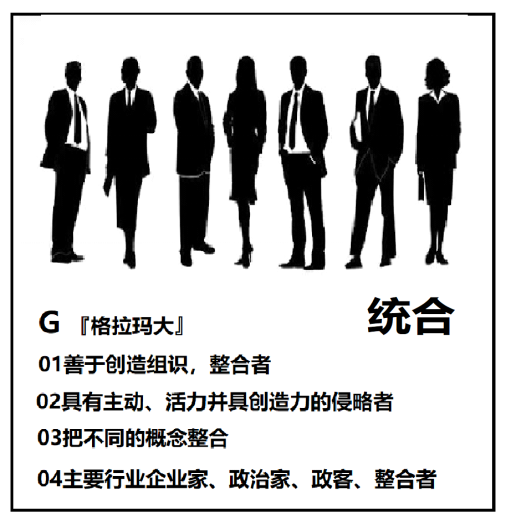 G 『格拉玛大』
统合
01善于创造组识，整合者
02具有主动、活力并具创造力的侵略者
03把不同的概念整合
04主要行业企业家、政治家、政客、整合者